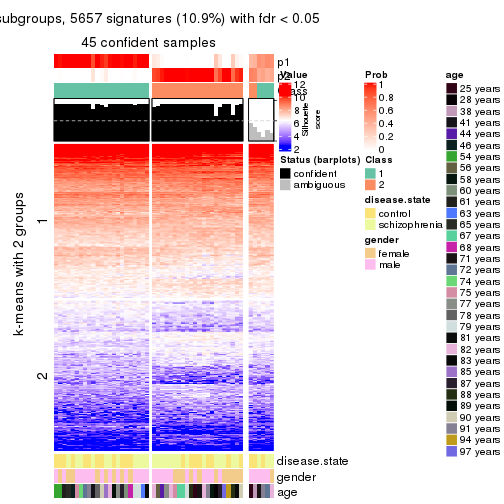 subgroups, 5657 signatures (10.9%) with fdr < 0.05
45 confident samples
p1
p2
Class
Silhouette
score
k-means with 2 groups
1
2
disease.state
gender
age
Value
12
10
8
6
4
2
Status (barplots)
confident
ambiguous
Prob
1
0.8
0.6
0.4
0.2
0
Class
1
2
disease.state
control
schizophrenia
gender
female
male
age
25 years
28 years
38 years
41 years
44 years
46 years
54 years
56 years
58 years
60 years
61 years
63 years
65 years
67 years
68 years
71 years
72 years
74 years
75 years
77 years
78 years
79 years
81 years
82 years
83 years
85 years
87 years
88 years
89 years
90 years
91 years
94 years
97 years